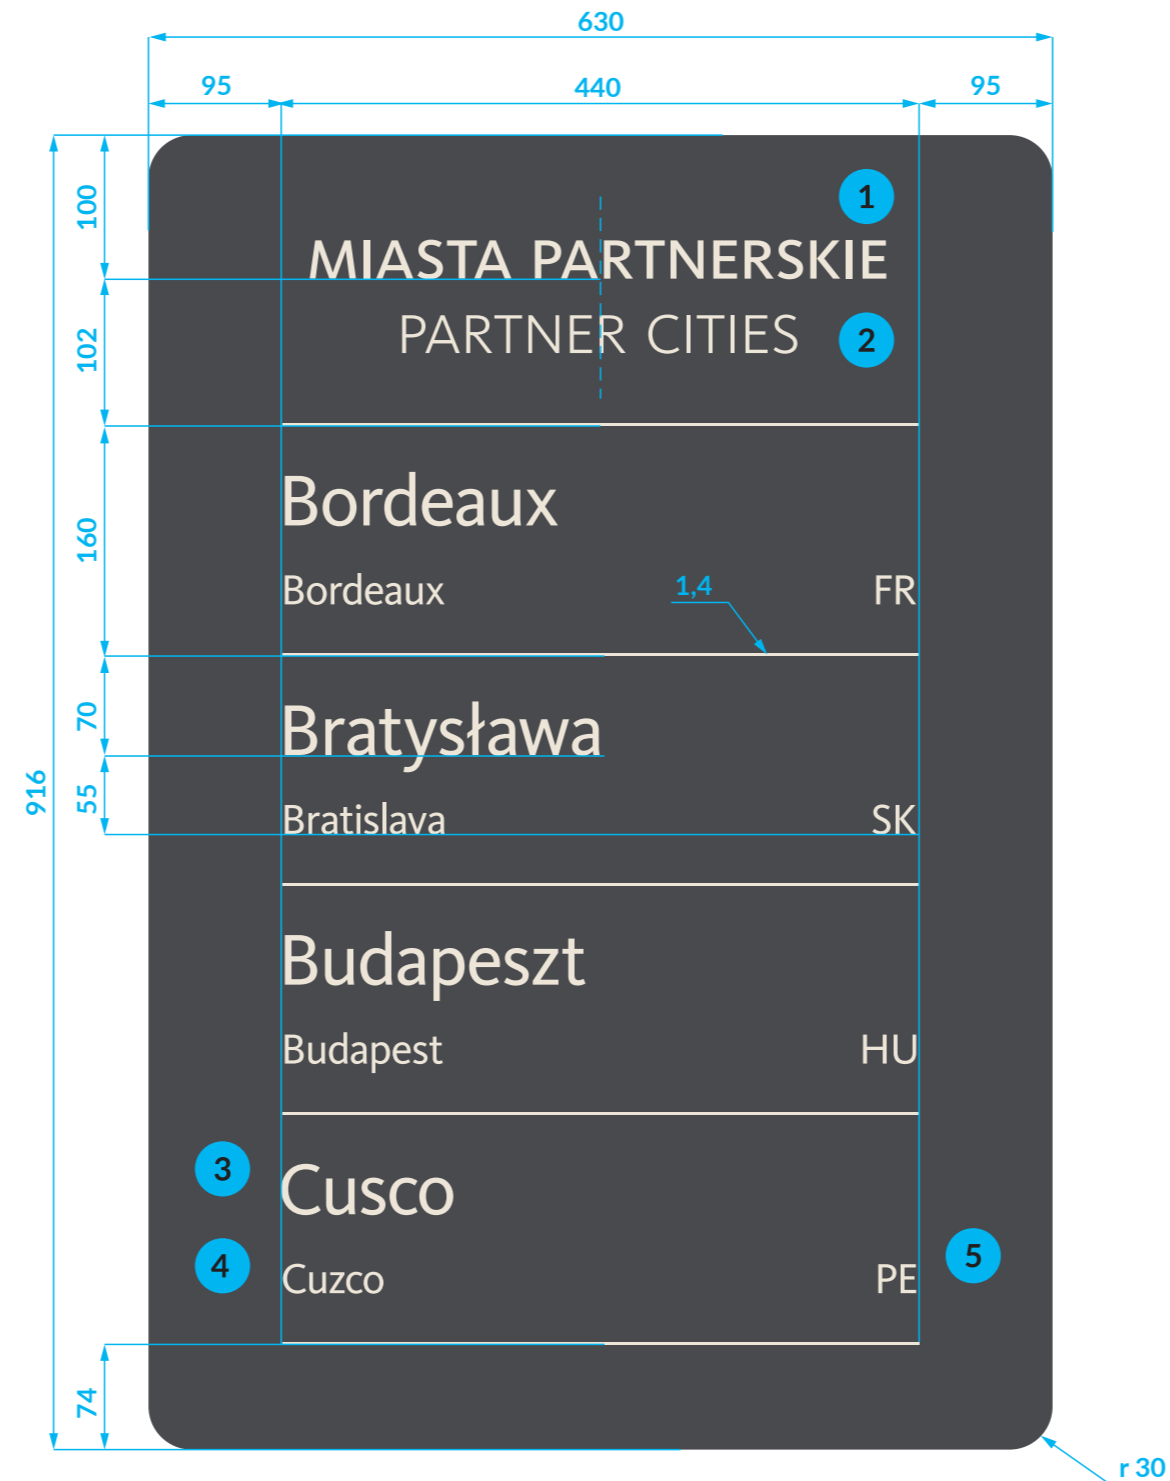 630
95 440 95
100
1
MIASTA PARTNERSKIE
102
PARTNER CITIES 2
160
Bordeaux
Bordeaux 1,4 FR
70
Bratysława
916
55
Bratislava SK
Budapeszt
Budapest HU
3 Cusco
4 Cuzco PE 5
74
r 30